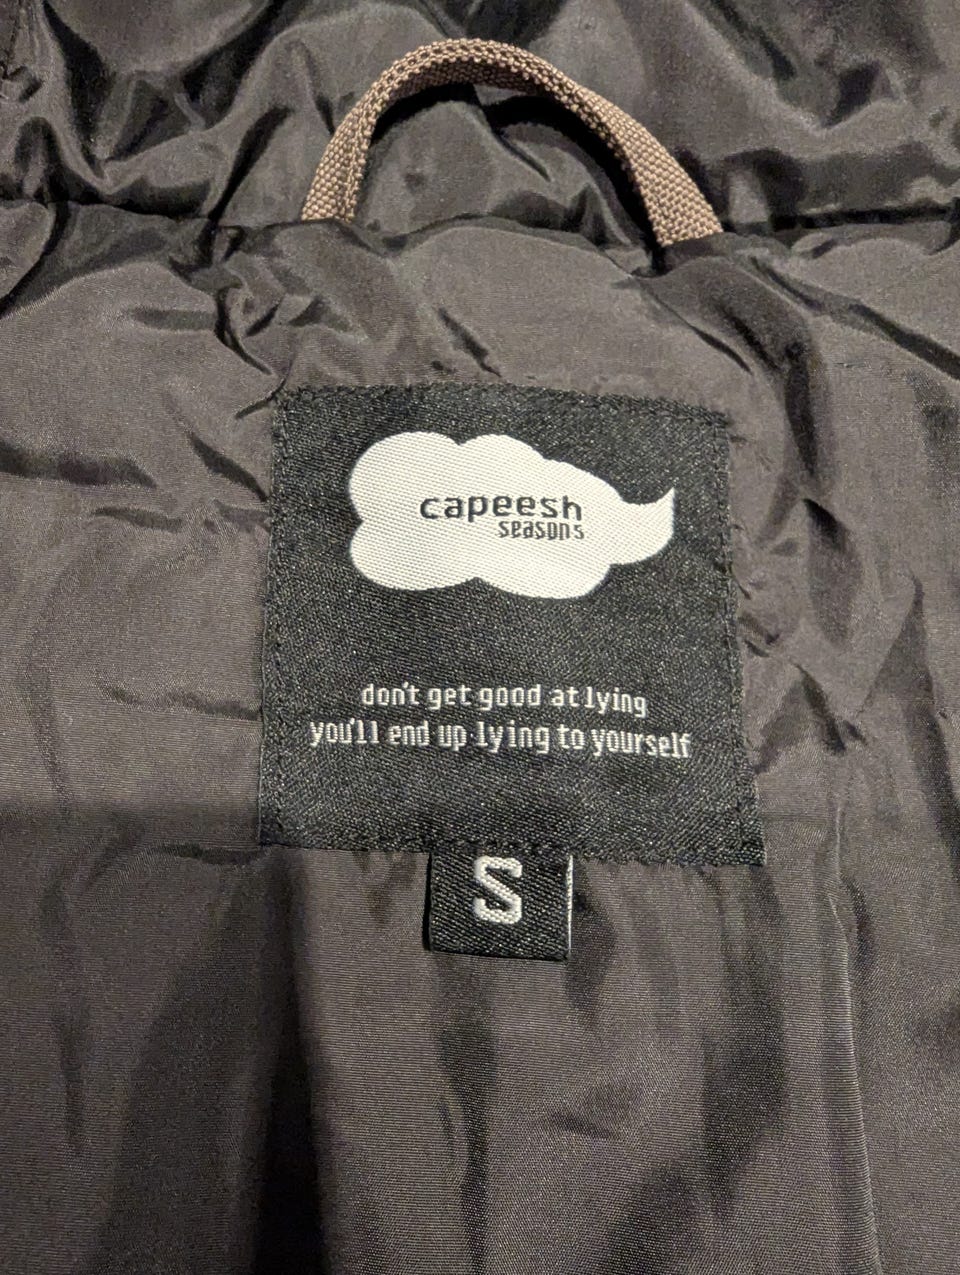 capeesh
seasons
don't get good at lying
you'll end up lying to yourself
S